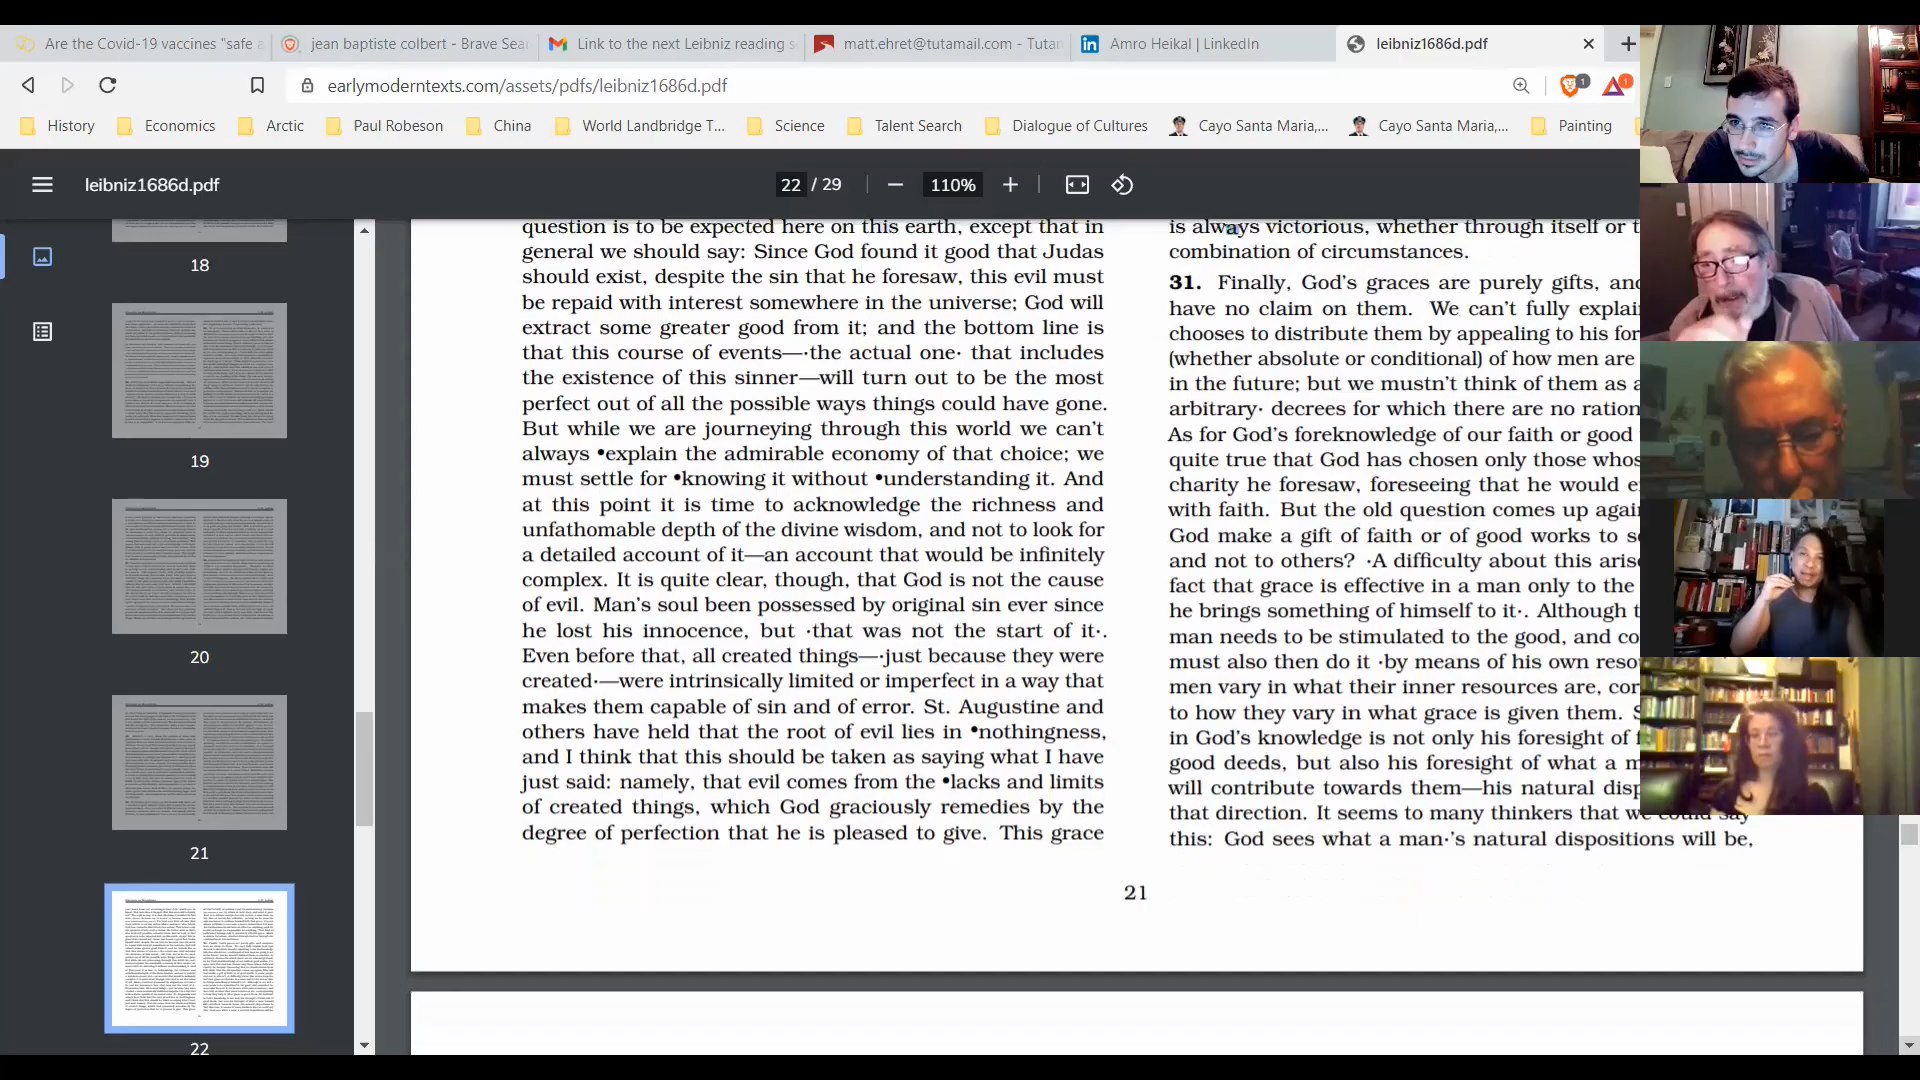 Are the Covid-19 vaccines “safe a
jean baptiste colbert - Brave Sear
Link to the next Leibniz reading s
matt.ehret@tutamail.com - Tutan
Amro Heikal | LinkedIn
leibniz1686d.pdf
earlymoderntexts.com/assets/pdfs/leibniz1686d.pdf
1
1
History
Economics
Arctic
Paul Robeson
China
World Landbridge T...
Science
Talent Search
Dialogue of Cultures
Cayo Santa Maria,...
Cayo Santa Maria,...
Painting
leibniz1686d.pdf
22 / 29
110%
18
19
20
21
22
question is to be expected here on this earth, except that in
general we should say: Since God found it good that Judas
should exist, despite the sin that he foresaw, this evil must
be repaid with interest somewhere in the universe; God will
extract some greater good from it; and the bottom line is
that this course of events—·the actual one· that includes
the existence of this sinner—will turn out to be the most
perfect out of all the possible ways things could have gone.
But while we are journeying through this world we can’t
always •explain the admirable economy of that choice; we
must settle for •knowing it without •understanding it. And
at this point it is time to acknowledge the richness and
unfathomable depth of the divine wisdom, and not to look for
a detailed account of it—an account that would be infinitely
complex. It is quite clear, though, that God is not the cause
of evil. Man’s soul been possessed by original sin ever since
he lost his innocence, but ·that was not the start of it·.
Even before that, all created things—·just because they were
created·—were intrinsically limited or imperfect in a way that
makes them capable of sin and of error. St. Augustine and
others have held that the root of evil lies in •nothingness,
and I think that this should be taken as saying what I have
just said: namely, that evil comes from the •lacks and limits
of created things, which God graciously remedies by the
degree of perfection that he is pleased to give. This grace
is always victorious, whether through itself or t
combination of circumstances.
31. Finally, God’s graces are purely gifts, and
have no claim on them. We can’t fully explai
chooses to distribute them by appealing to his for
(whether absolute or conditional) of how men are
in the future; but we mustn’t think of them as a
arbitrary· decrees for which there are no ration
As for God’s foreknowledge of our faith or good
quite true that God has chosen only those whos
charity he foresaw, foreseeing that he would e
with faith. But the old question comes up agai
God make a gift of faith or of good works to s
and not to others? ·A difficulty about this aris
fact that grace is effective in a man only to the
he brings something of himself to it·. Although t
man needs to be stimulated to the good, and co
must also then do it ·by means of his own reso
men vary in what their inner resources are, cor
to how they vary in what grace is given them. S
in God’s knowledge is not only his foresight of f
good deeds, but also his foresight of what a m
will contribute towards them—his natural disp
that direction. It seems to many thinkers that we could say
this: God sees what a man·’s natural dispositions will be,
21